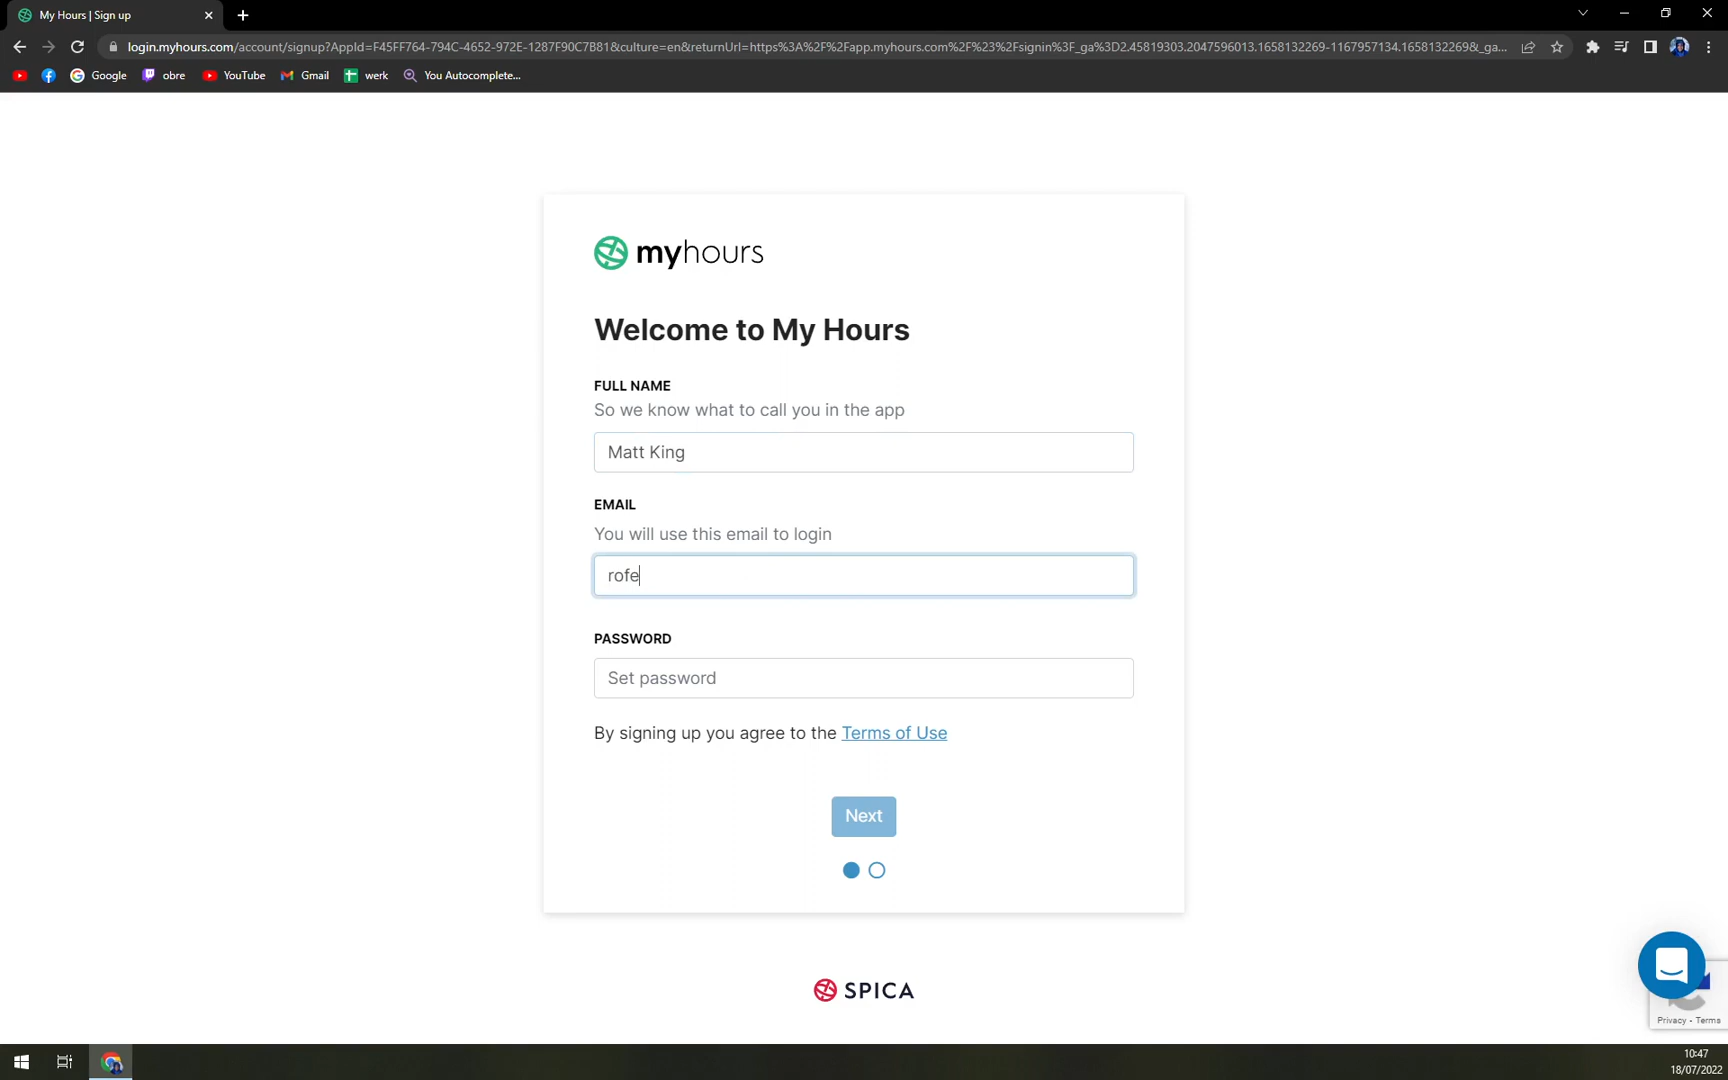 My Hours | Sign up
login.myhours.com/account/signup?AppId=F45FF764-794C-4652-972E-1287F90C7B81&culture=en&returnUrl=https%3A%2F%2Fapp.myhours.com%2F%23%2Fsignin%3F_ga%3D2.45819303.2047596013.1658132269-1167957134.1658132269&_ga...
Google obre YouTube Gmail werk You Autocomplete...
myhours
Welcome to My Hours
FULL NAME
So we know what to call you in the app
Matt King
EMAIL
You will use this email to login
rofe
PASSWORD
Set password
By signing up you agree to the Terms of Use
Next
SPICA
Privacy - Terms
10:47
18/07/2022